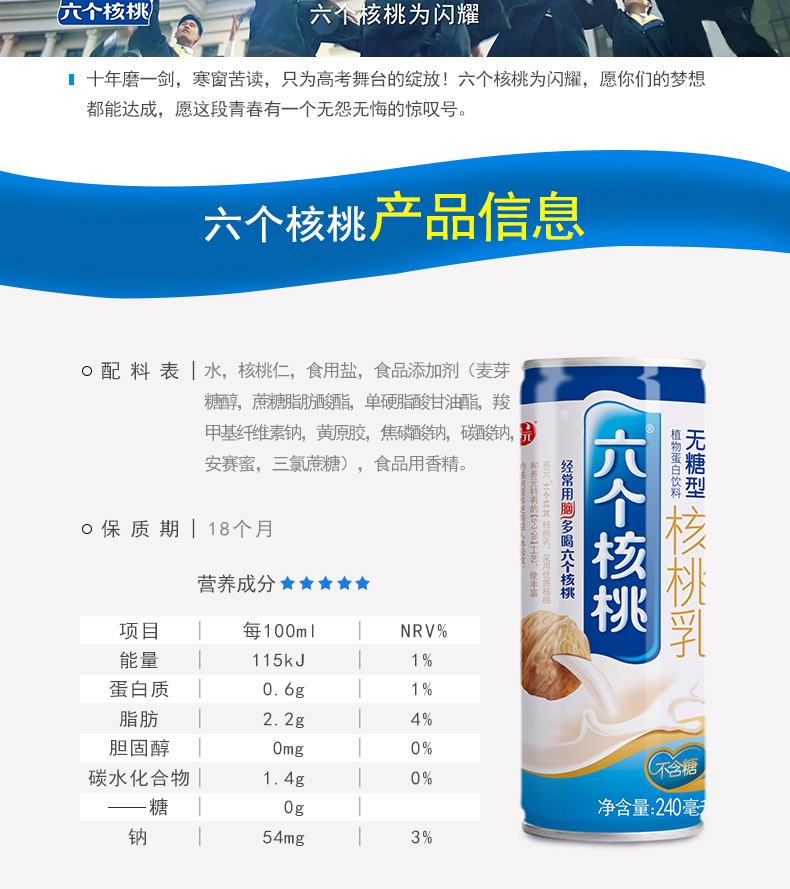 六个核桃
六个核桃为闪耀
十年磨一剑，寒窗苦读，只为高考舞台的绽放！六个核桃为闪耀，愿你们的梦想
都能达成，愿这段青春有一个无怨无悔的惊叹号。
六个核桃产品信息
配料表 | 水，核桃仁，食用盐，食品添加剂（麦芽
糖醇，蔗糖脂肪酸酯，单硬脂酸甘油酯，羧
甲基纤维素钠，黄原胶，焦磷酸钠，碳酸钠，
安赛蜜，三氯蔗糖），食品用香精。
保质期 | 18个月
营养成分
项目 | 每100ml | NRV%
能量 | 115kJ | 1%
蛋白质 | 0.6g | 1%
脂肪 | 2.2g | 4%
胆固醇 | 0mg | 0%
碳水化合物 | 1.4g | 0%
——糖 | 0g |
钠 | 54mg | 3%
无糖型
植物蛋白饮料
核桃乳
六个核桃
®
经常用脑 多喝六个核桃
不含糖
净含量:240毫升